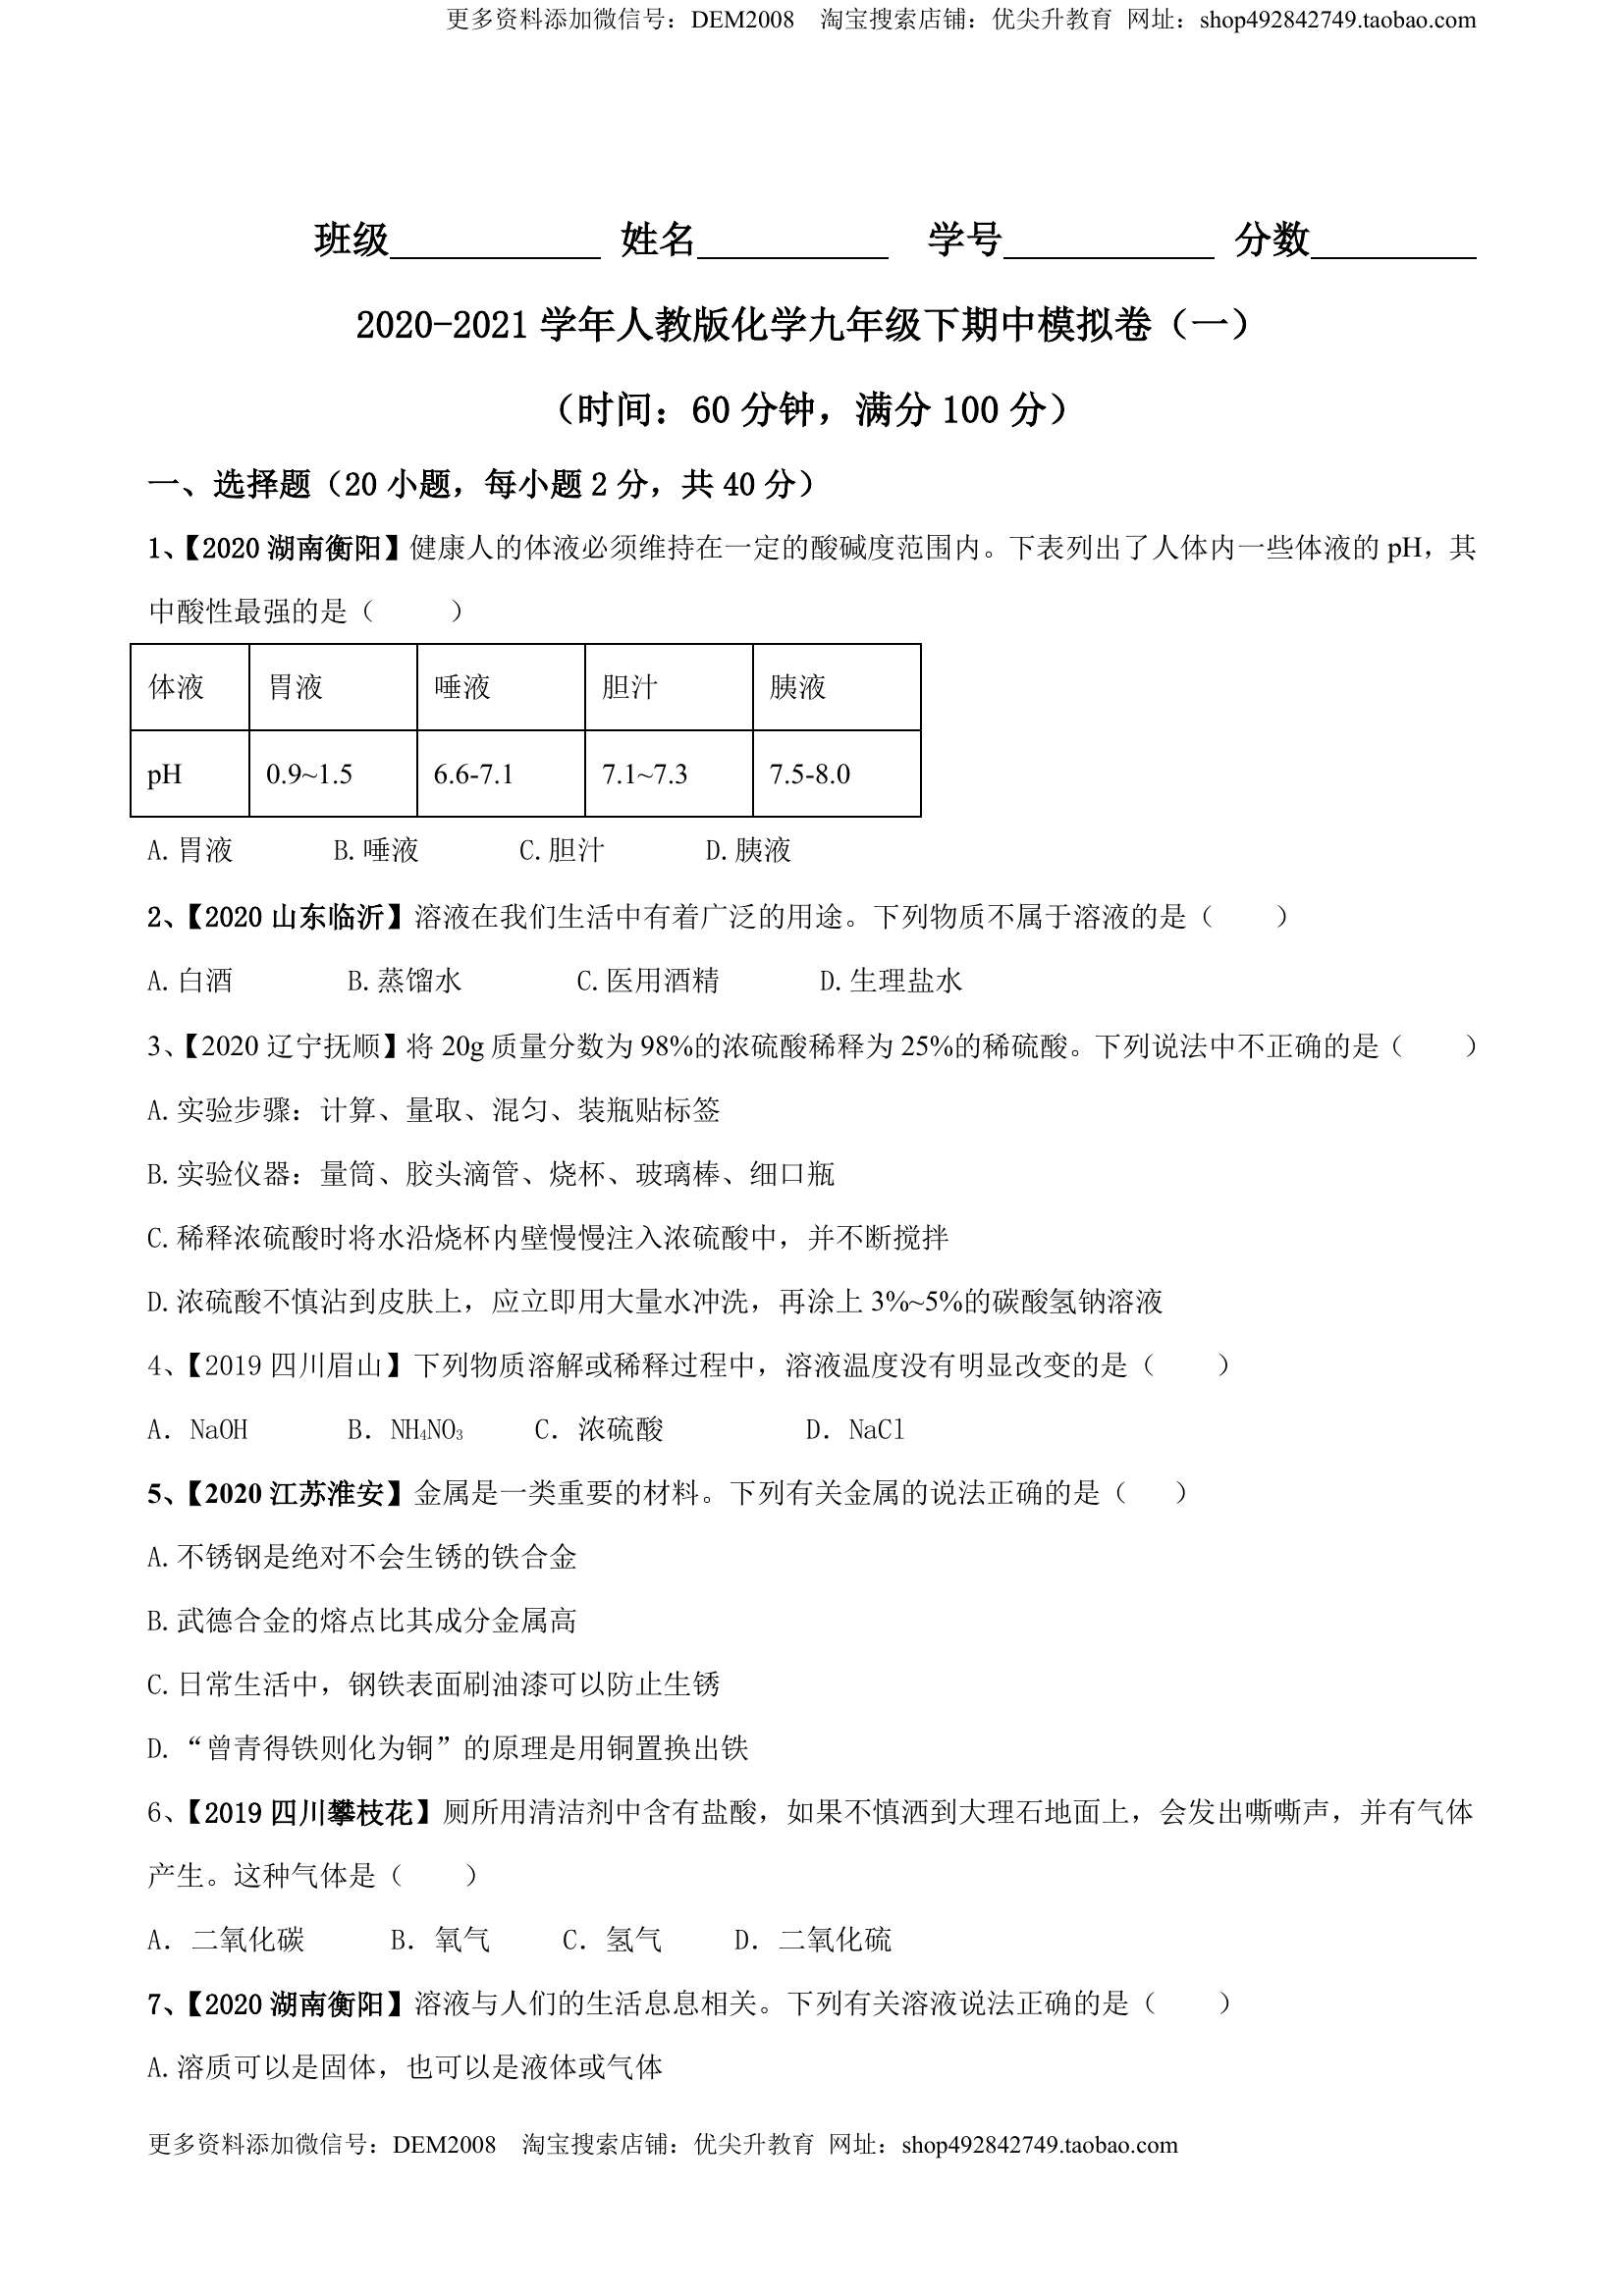 更多资料添加微信号：DEM2008 淘宝搜索店铺：优尖升教育 网址：shop492842749.taobao.com
班级__________ 姓名__________ 学号__________ 分数__________
2020-2021 学年人教版化学九年级下期中模拟卷（一）
（时间：60 分钟，满分 100 分）
一、选择题（20 小题，每小题 2 分，共 40 分）
1、【2020 湖南衡阳】健康人的体液必须维持在一定的酸碱度范围内。下表列出了人体内一些体液的 pH，其
中酸性最强的是（ ）
体液 胃液 唾液 胆汁 胰液
pH 0.9~1.5 6.6-7.1 7.1~7.3 7.5-8.0
A.胃液 B.唾液 C.胆汁 D.胰液
2、【2020 山东临沂】溶液在我们生活中有着广泛的用途。下列物质不属于溶液的是（ ）
A.白酒 B.蒸馏水 C.医用酒精 D.生理盐水
3、【2020 辽宁抚顺】将 20g 质量分数为 98%的浓硫酸稀释为 25%的稀硫酸。下列说法中不正确的是（ ）
A.实验步骤：计算、量取、混匀、装瓶贴标签
B.实验仪器：量筒、胶头滴管、烧杯、玻璃棒、细口瓶
C.稀释浓硫酸时将水沿烧杯内壁慢慢注入浓硫酸中，并不断搅拌
D.浓硫酸不慎沾到皮肤上，应立即用大量水冲洗，再涂上 3%~5%的碳酸氢钠溶液
4、【2019 四川眉山】下列物质溶解或稀释过程中，溶液温度没有明显改变的是（ ）
A．NaOH B．NH₄NO₃ C．浓硫酸 D．NaCl
5、【2020 江苏淮安】金属是一类重要的材料。下列有关金属的说法正确的是（ ）
A.不锈钢是绝对不会生锈的铁合金
B.武德合金的熔点比其成分金属高
C.日常生活中，钢铁表面刷油漆可以防止生锈
D.“曾青得铁则化为铜”的原理是用铜置换出铁
6、【2019 四川攀枝花】厕所用清洁剂中含有盐酸，如果不慎洒到大理石地面上，会发出嘶嘶声，并有气体
产生。这种气体是（ ）
A．二氧化碳 B．氧气 C．氢气 D．二氧化硫
7、【2020 湖南衡阳】溶液与人们的生活息息相关。下列有关溶液说法正确的是（ ）
A.溶质可以是固体，也可以是液体或气体
更多资料添加微信号：DEM2008 淘宝搜索店铺：优尖升教育 网址：shop492842749.taobao.com